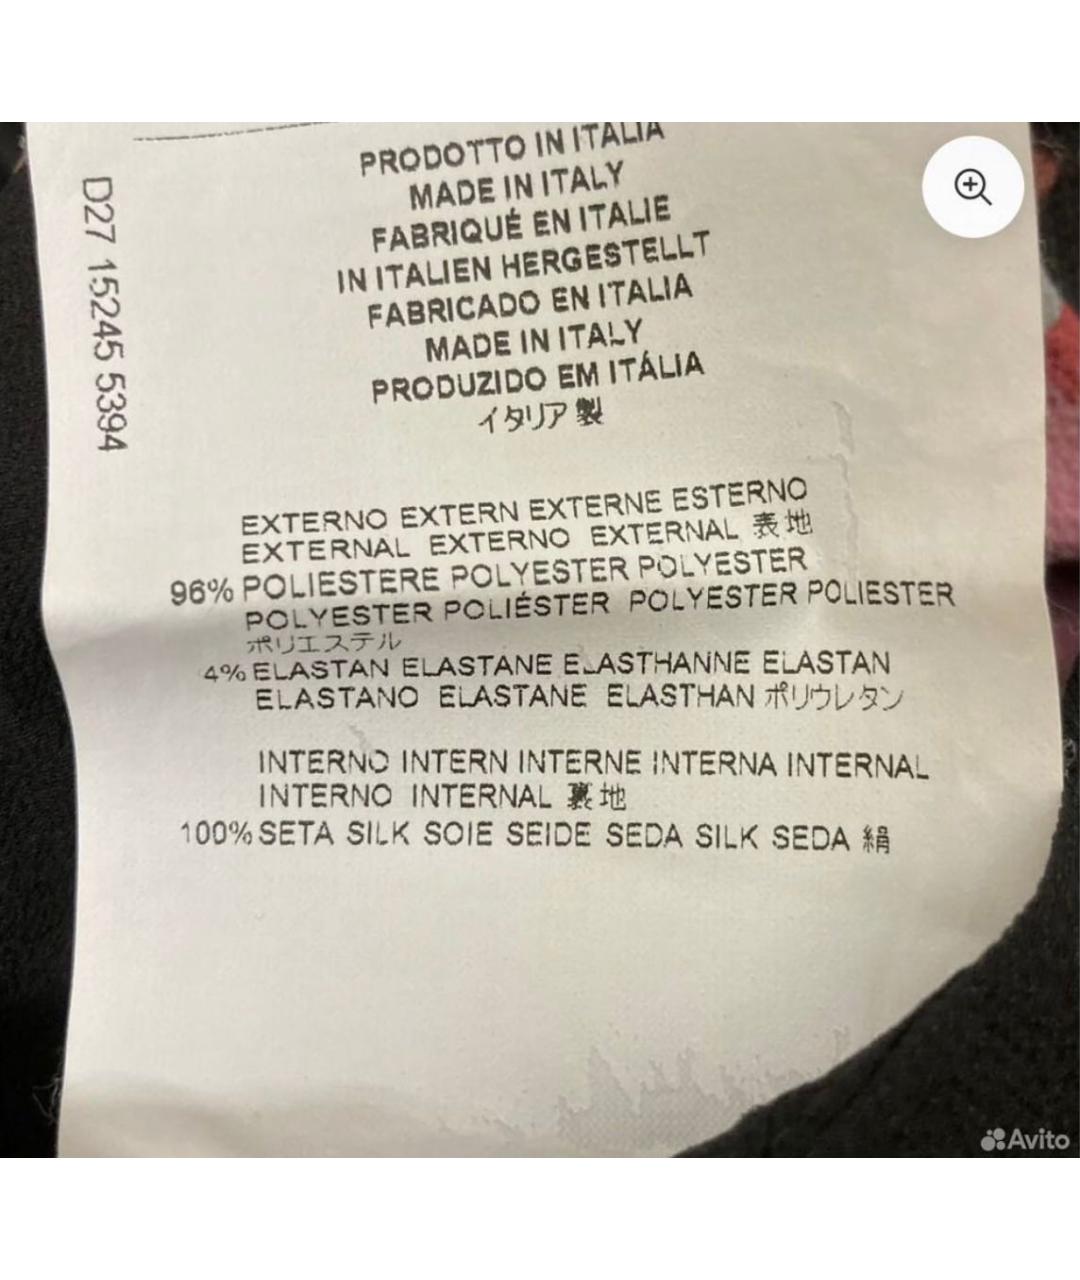 D27 15245 5394
PRODOTTO IN ITALIA
MADE IN ITALY
FABRIQUÉ EN ITALIE
IN ITALIEN HERGESTELLT
FABRICADO EN ITALIA
MADE IN ITALY
PRODUZIDO EM ITÁLIA
イタリア製
EXTERNO EXTERN EXTERNE ESTERNO
EXTERNAL EXTERNO EXTERNAL 表地
96% POLIESTERE POLYESTER POLYESTER
POLYESTER POLIÉSTER POLYESTER POLIESTER
ポリエステル
4% ELASTAN ELASTANE ELASTHANNE ELASTAN
ELASTANO ELASTANE ELASTHAN ポリウレタン
INTERNO INTERN INTERNE INTERNA INTERNAL
INTERNO INTERNAL 裏地
100% SETA SILK SOIE SEIDE SEDA SILK SEDA 絹
Avito